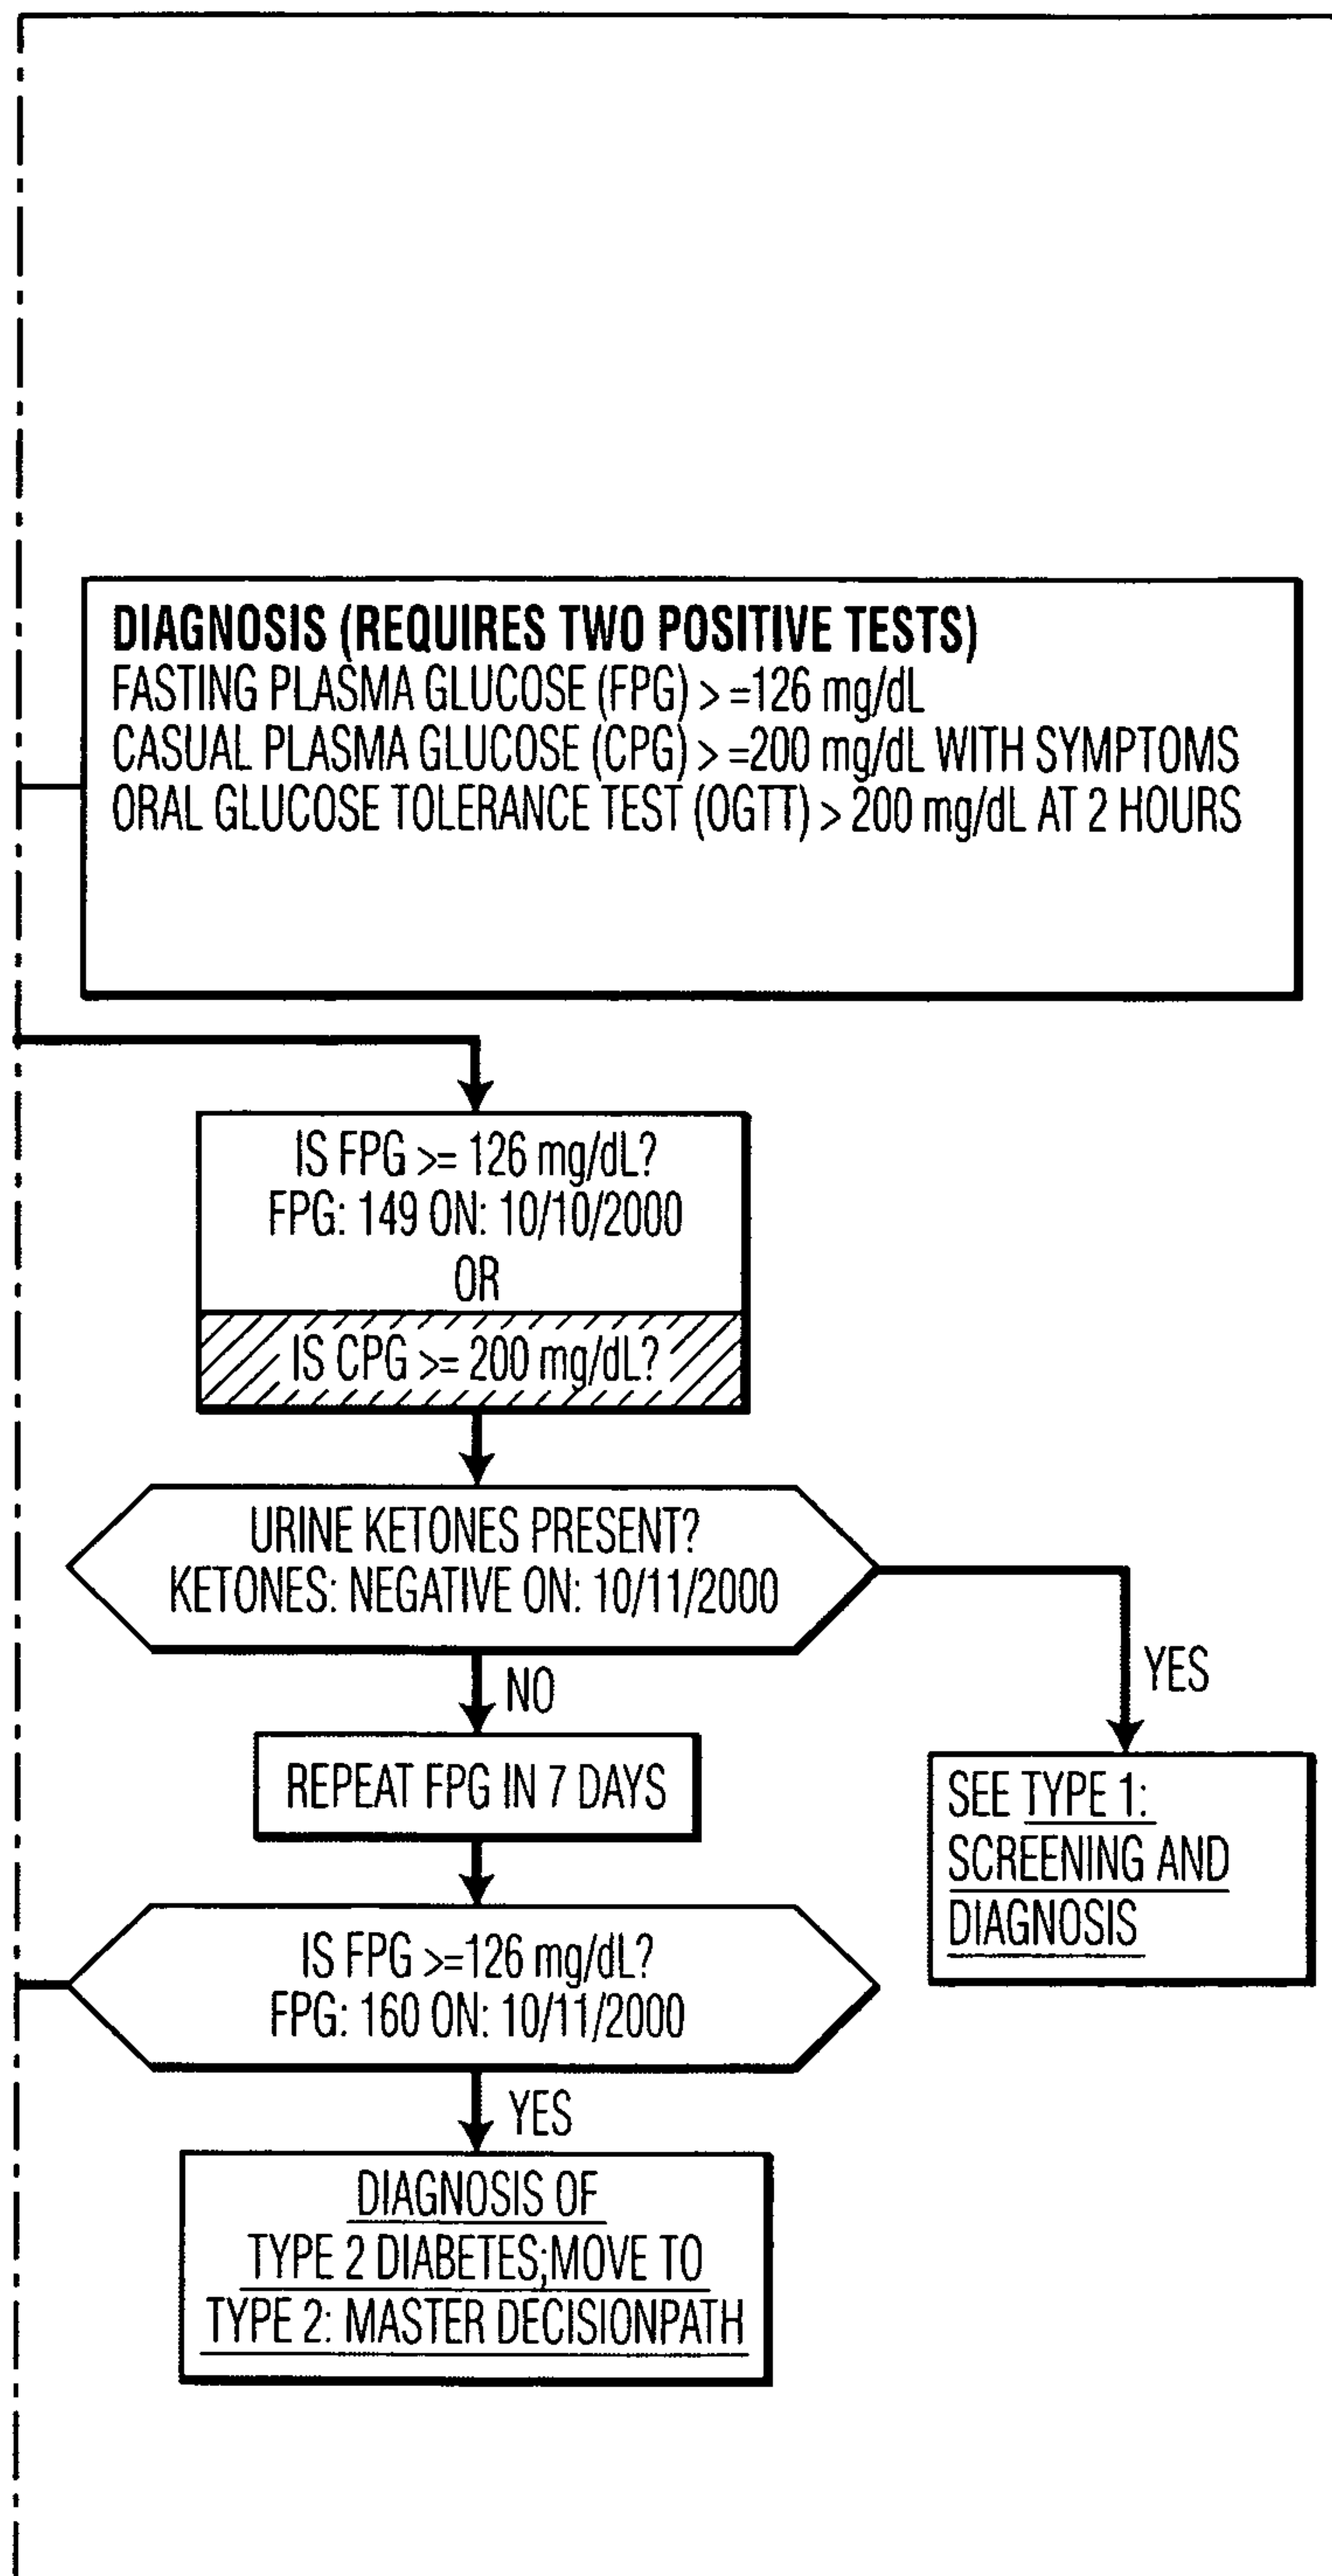 DIAGNOSIS (REQUIRES TWO POSITIVE TESTS)
FASTING PLASMA GLUCOSE (FPG) > =126 mg/dL
CASUAL PLASMA GLUCOSE (CPG) > =200 mg/dL WITH SYMPTOMS
ORAL GLUCOSE TOLERANCE TEST (OGTT) > 200 mg/dL AT 2 HOURS
IS FPG >= 126 mg/dL?
FPG: 149 ON: 10/10/2000
OR
IS CPG >= 200 mg/dL?
URINE KETONES PRESENT?
KETONES: NEGATIVE ON: 10/11/2000
NO
YES
REPEAT FPG IN 7 DAYS
SEE TYPE 1:
SCREENING AND
DIAGNOSIS
IS FPG >=126 mg/dL?
FPG: 160 ON: 10/11/2000
YES
DIAGNOSIS OF
TYPE 2 DIABETES;MOVE TO
TYPE 2: MASTER DECISIONPATH